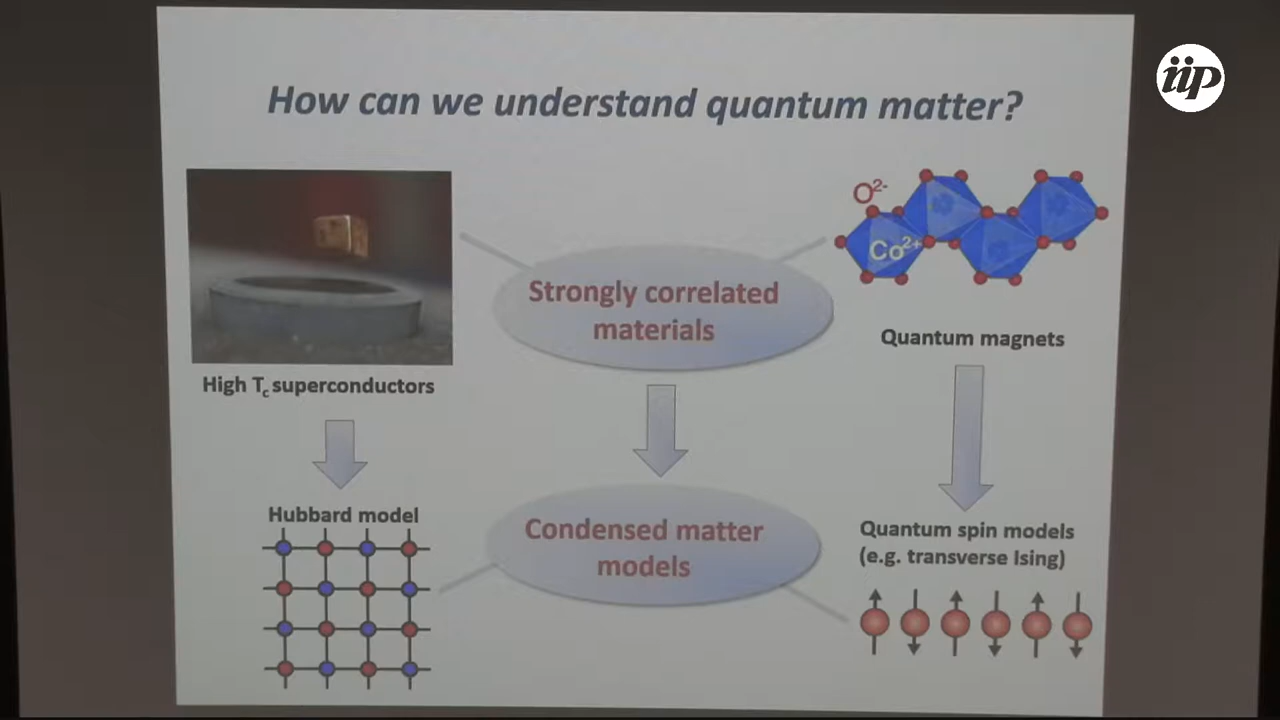 How can we understand quantum matter?
iip
O²⁻
Co²⁺
Strongly correlated
materials
Quantum magnets
High Tc superconductors
Hubbard model
Condensed matter
models
Quantum spin models
(e.g. transverse Ising)